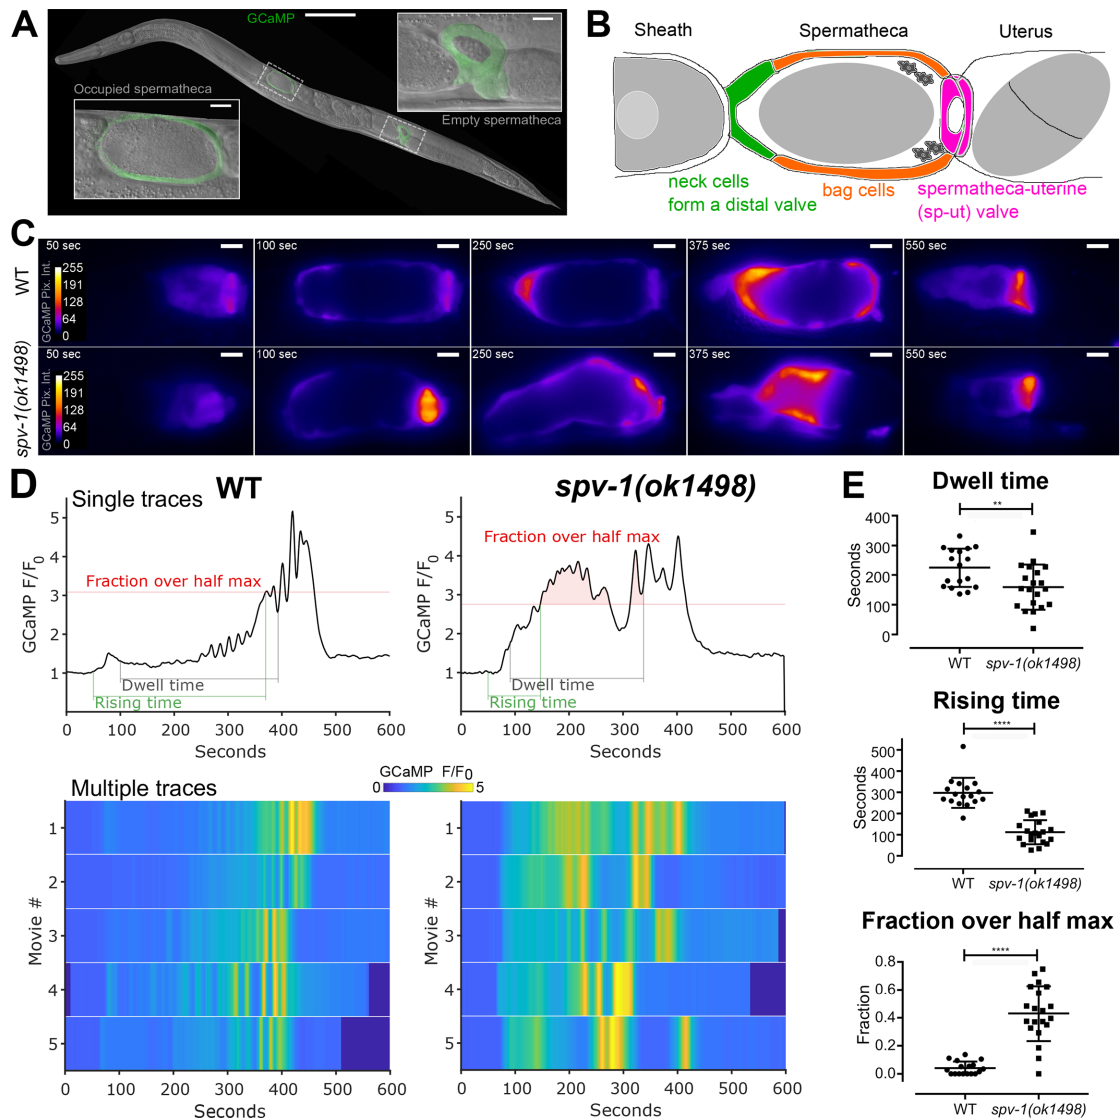 A
GCaMP
Occupied spermatheca
Empty spermatheca
B
Sheath
Spermatheca
Uterus
neck cells
form a distal valve
bag cells
spermatheca-uterine
(sp-ut) valve
C
WT
50 sec
100 sec
250 sec
375 sec
550 sec
GCaMP Pix. Int.
255
191
128
64
0
spv-1(ok1498)
50 sec
100 sec
250 sec
375 sec
550 sec
GCaMP Pix. Int.
255
191
128
64
0
D
Single traces
WT
spv-1(ok1498)
GCaMP F/F0
5
4
3
2
1
Fraction over half max
Dwell time
Rising time
0 100 200 300 400 500 600
Seconds
GCaMP F/F0
5
4
3
2
1
Fraction over half max
Dwell time
Rising time
0 100 200 300 400 500 600
Seconds
Multiple traces
GCaMP F/F0
0 5
Movie #
1
2
3
4
5
0 100 200 300 400 500 600
Seconds
1
2
3
4
5
0 100 200 300 400 500 600
Seconds
E
Dwell time
**
Seconds
400
300
200
100
0
WT spv-1(ok1498)
Rising time
****
Seconds
500
400
300
200
100
0
WT spv-1(ok1498)
Fraction over half max
****
Fraction
0.8
0.6
0.4
0.2
0.0
WT spv-1(ok1498)